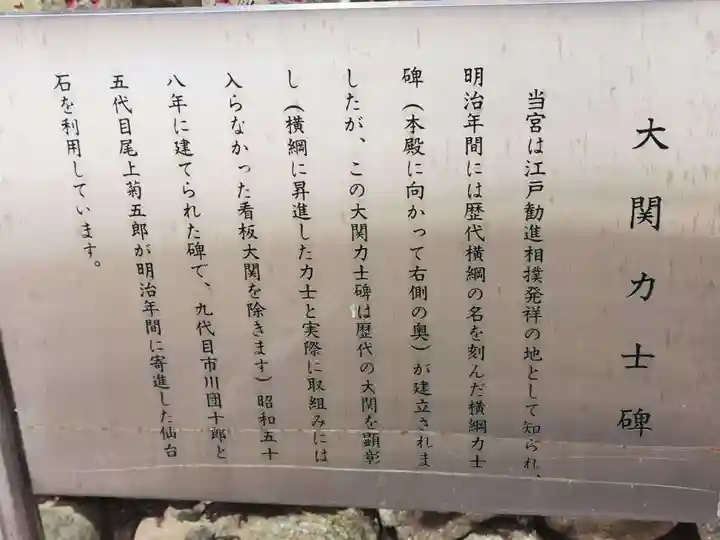 大関力士碑
当宮は江戸勧進相撲発祥の地として知られ、
明治年間には歴代横綱の名を刻んだ横綱力士
碑(本殿に向かって右側の奥)が建立されま
したが、この大関力士碑は歴代の大関を顕彰
し(横綱に昇進した力士と実際に取組みには
入らなかった看板大関を除きます)昭和五十
八年に建てられた碑で、九代目市川団十郎と
五代目尾上菊五郎が明治年間に寄進した仙台
石を利用しています。